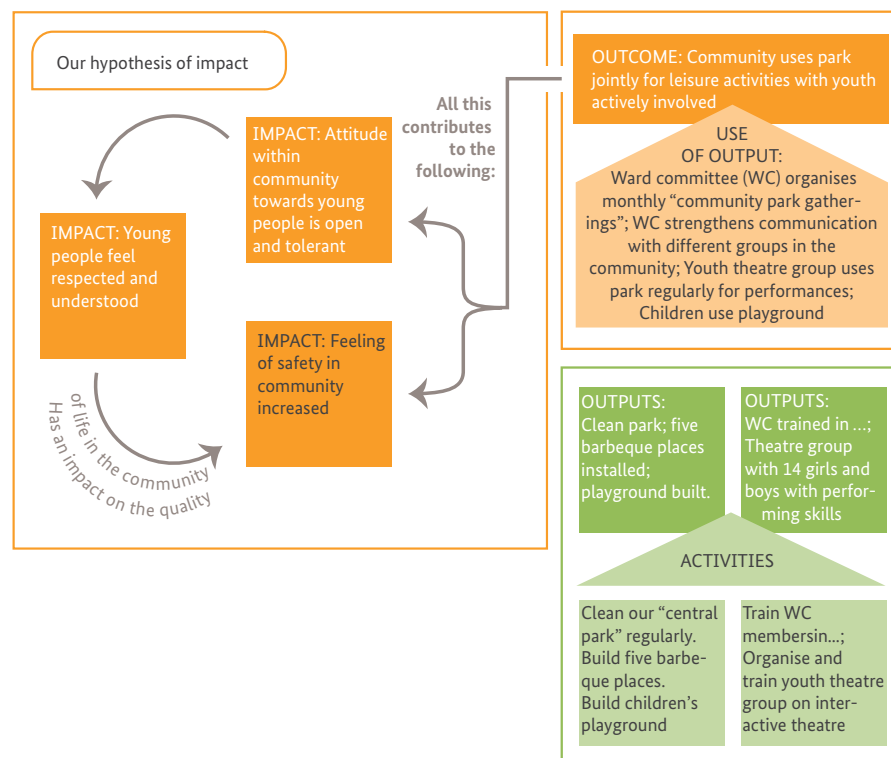 Our hypothesis of impact
All this
contributes
to the
following:
IMPACT: Attitude
within
community
towards young
people is open
and tolerant
IMPACT: Young
people feel
respected and
understood
IMPACT: Feeling
of safety in
community
increased
Has an impact on the quality
of life in the community
OUTCOME: Community uses park
jointly for leisure activities with youth
actively involved
USE
OF OUTPUT:
Ward committee (WC) organises
monthly “community park gather-
ings”; WC strengthens communication
with different groups in the
community; Youth theatre group uses
park regularly for performances;
Children use playground
OUTPUTS:
Clean park; five
barbeque places
installed;
playground built.
OUTPUTS:
WC trained in ...;
Theatre group
with 14 girls and
boys with perfor-
ming skills
ACTIVITIES
Clean our “central
park” regularly.
Build five barbe-
que places.
Build children’s
playground
Train WC
membersin...;
Organise and
train youth theatre
group on inter-
active theatre